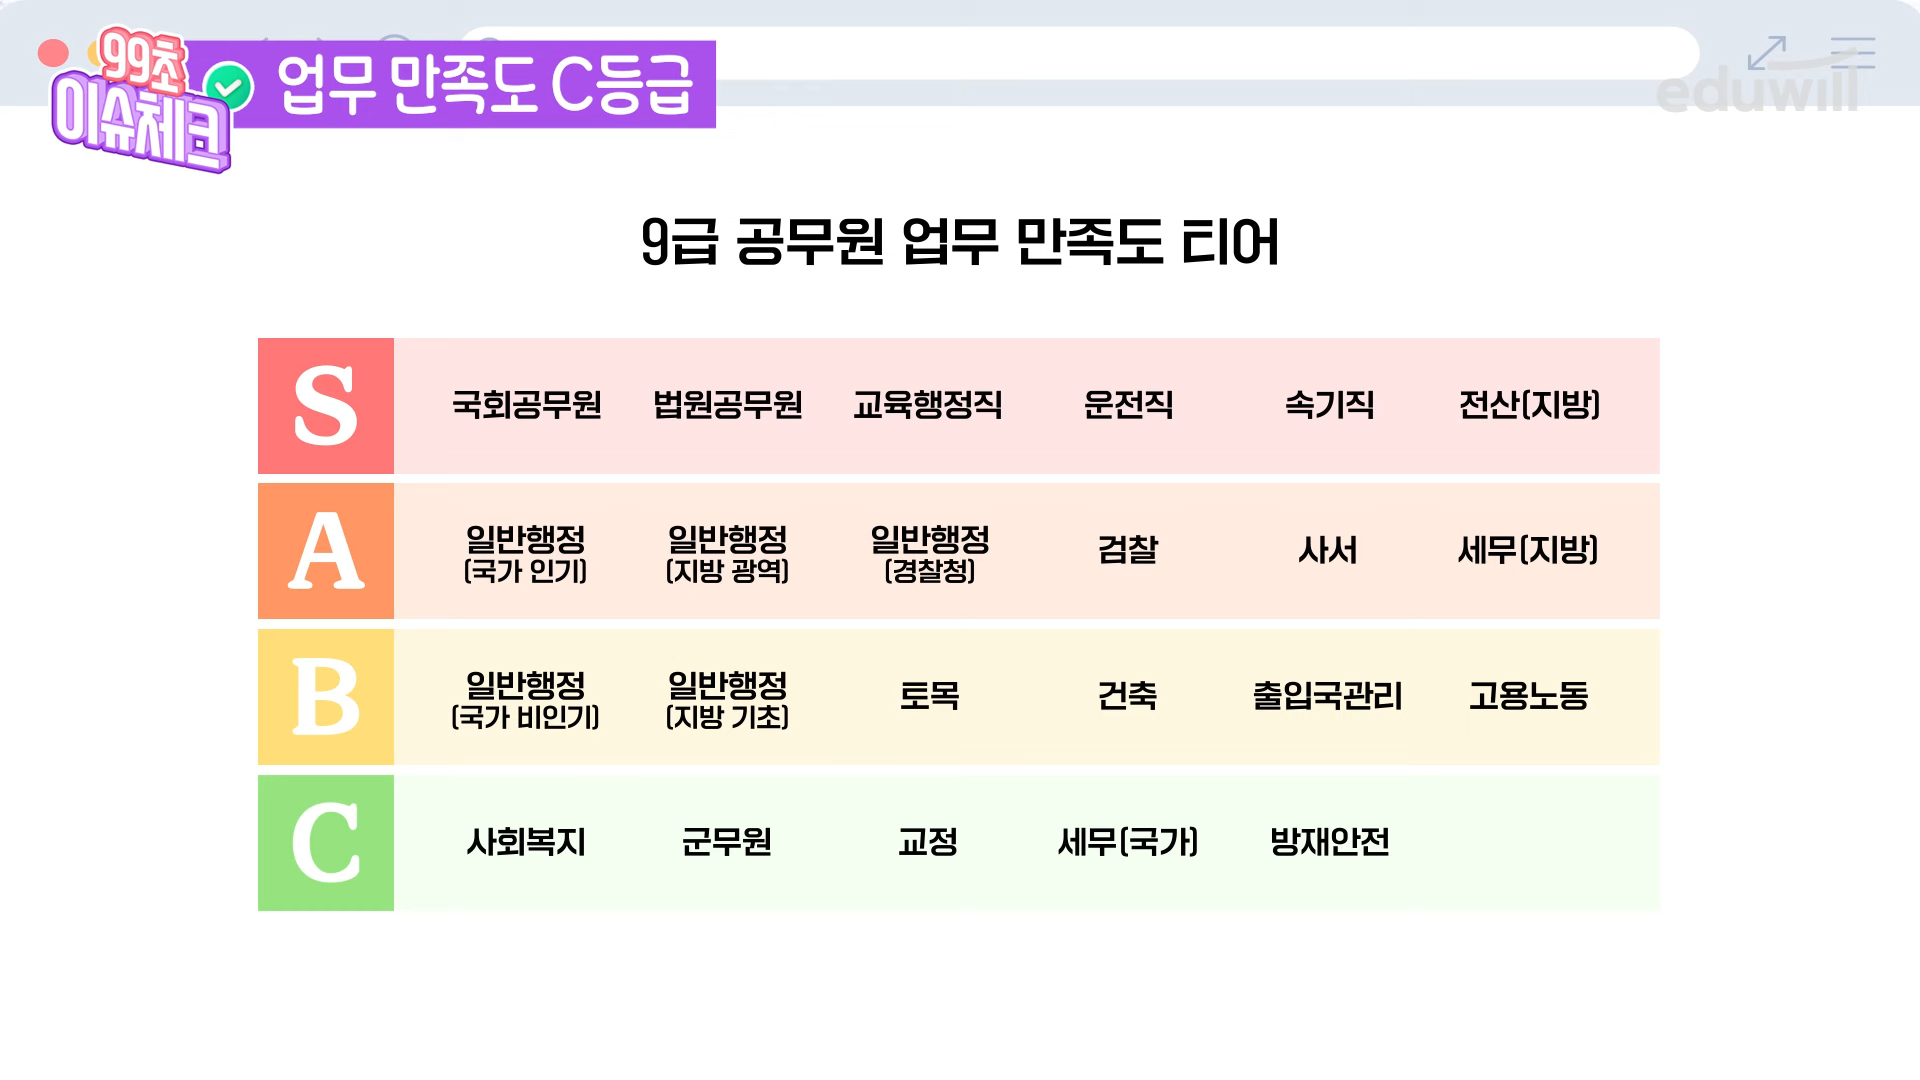 99초
이슈체크
업무 만족도 C등급
eduwill
9급 공무원 업무 만족도 티어
S
국회공무원 법원공무원 교육행정직 운전직 속기직 전산(지방)
A
일반행정 (국가 인기) 일반행정 (지방 광역) 일반행정 (경찰청) 검찰 사서 세무(지방)
B
일반행정 (국가 비인기) 일반행정 (지방 기초) 토목 건축 출입국관리 고용노동
C
사회복지 군무원 교정 세무(국가) 방재안전